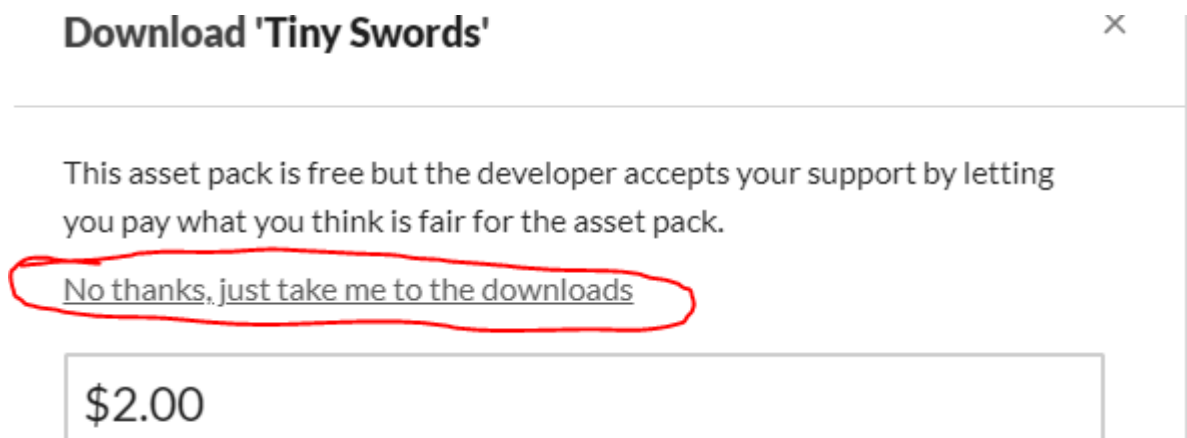 Download 'Tiny Swords'
This asset pack is free but the developer accepts your support by letting
you pay what you think is fair for the asset pack.
No thanks, just take me to the downloads
$2.00